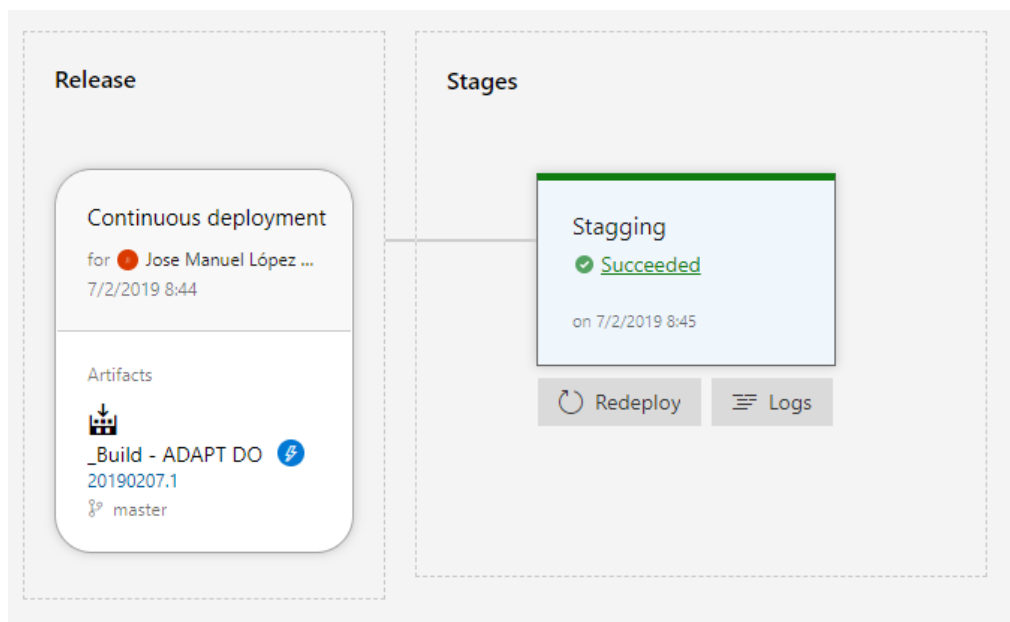 Release
Continuous deployment
for Jose Manuel López ...
7/2/2019 8:44
Artifacts
_Build - ADAPT DO
20190207.1
master
Stages
Stagging
Succeeded
on 7/2/2019 8:45
Redeploy
Logs